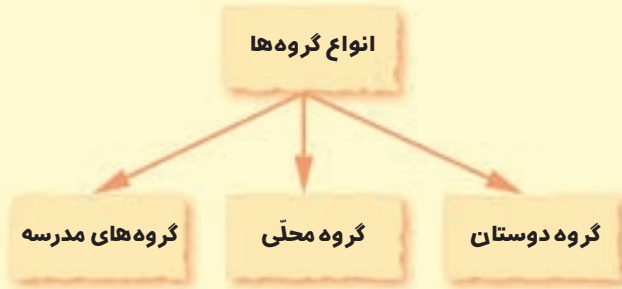 انواع گروه‌ها
گروه دوستان
گروه محلّی
گروه‌های مدرسه